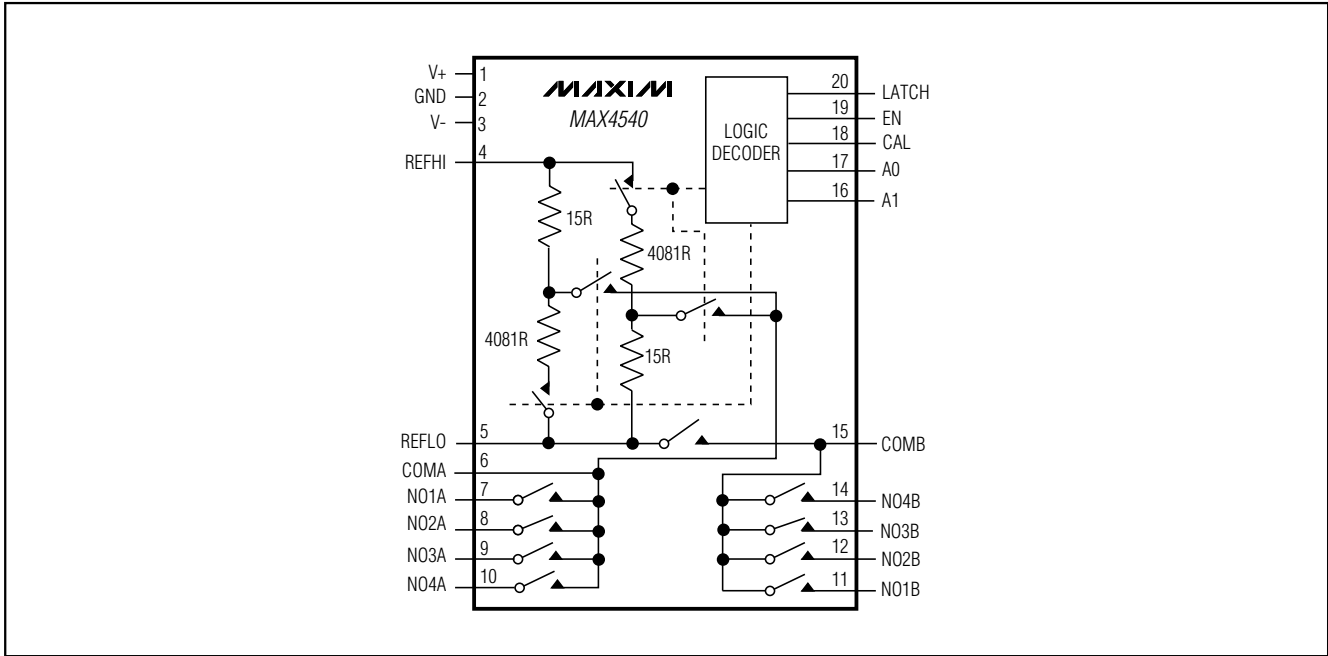 V+ 1
GND 2
V- 3
REFHI 4
MAXIM
MAX4540
LOGIC
DECODER
20 LATCH
19 EN
18 CAL
17 A0
16 A1
15R
4081R
4081R
15R
REFLO 5
COMA 6
NO1A 7
NO2A 8
NO3A 9
NO4A 10
15 COMB
14 NO4B
13 NO3B
12 NO2B
11 NO1B